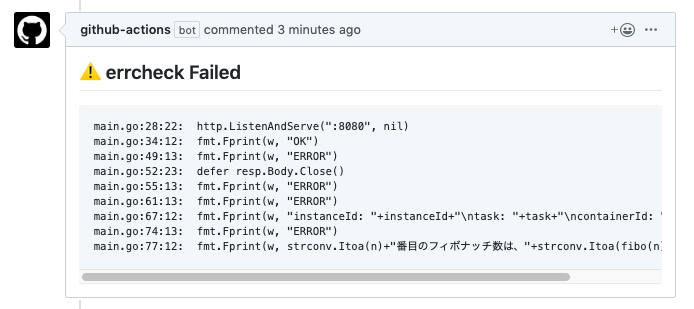 github-actions bot commented 3 minutes ago
errcheck Failed
main.go:28:22: http.ListenAndServe(":8080", nil)
main.go:34:12: fmt.Fprint(w, "OK")
main.go:49:13: fmt.Fprint(w, "ERROR")
main.go:52:23: defer resp.Body.Close()
main.go:55:13: fmt.Fprint(w, "ERROR")
main.go:61:13: fmt.Fprint(w, "ERROR")
main.go:67:12: fmt.Fprint(w, "instanceId: "+instanceId+"\ntask: "+task+"\ncontainerId: "
main.go:74:13: fmt.Fprint(w, "ERROR")
main.go:77:12: fmt.Fprint(w, strconv.Itoa(n)+"番目のフィボナッチ数は、"+strconv.Itoa(fibo(n)